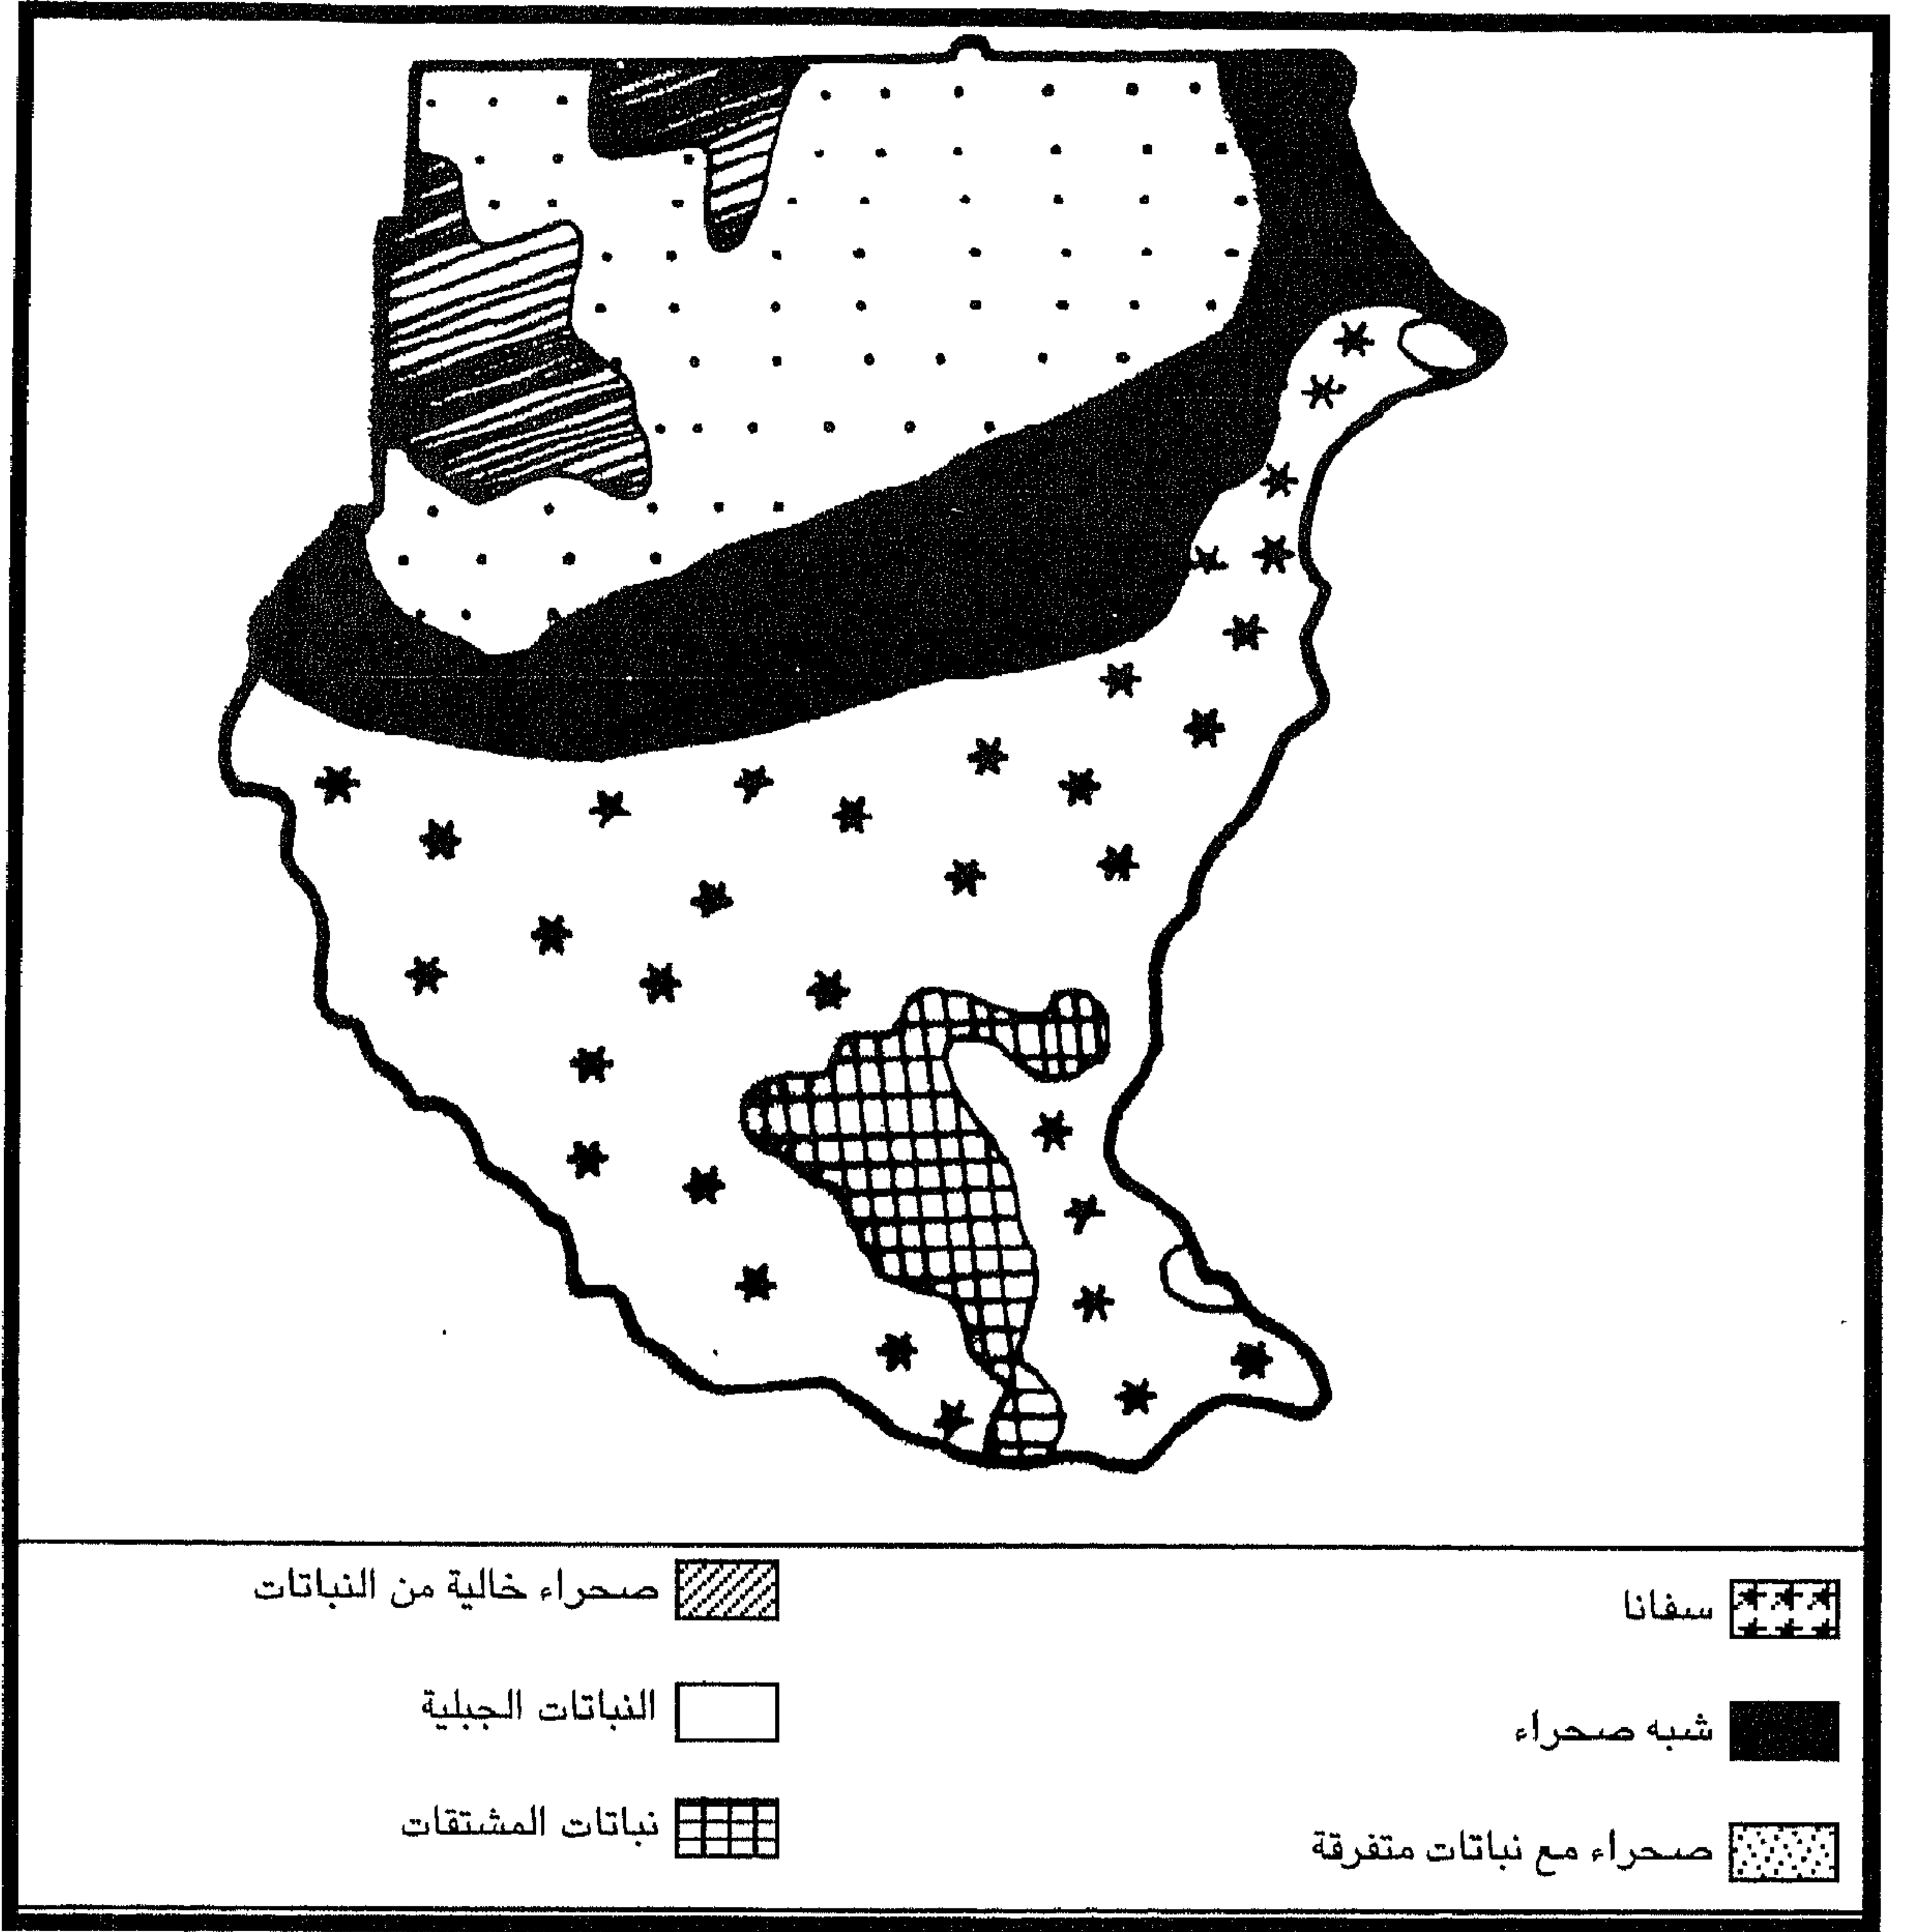 سفانا
صحراء خالية من النباتات
شبه صحراء
النباتات الجبلية
صحراء مع نباتات متفرقة
نباتات المشتقات